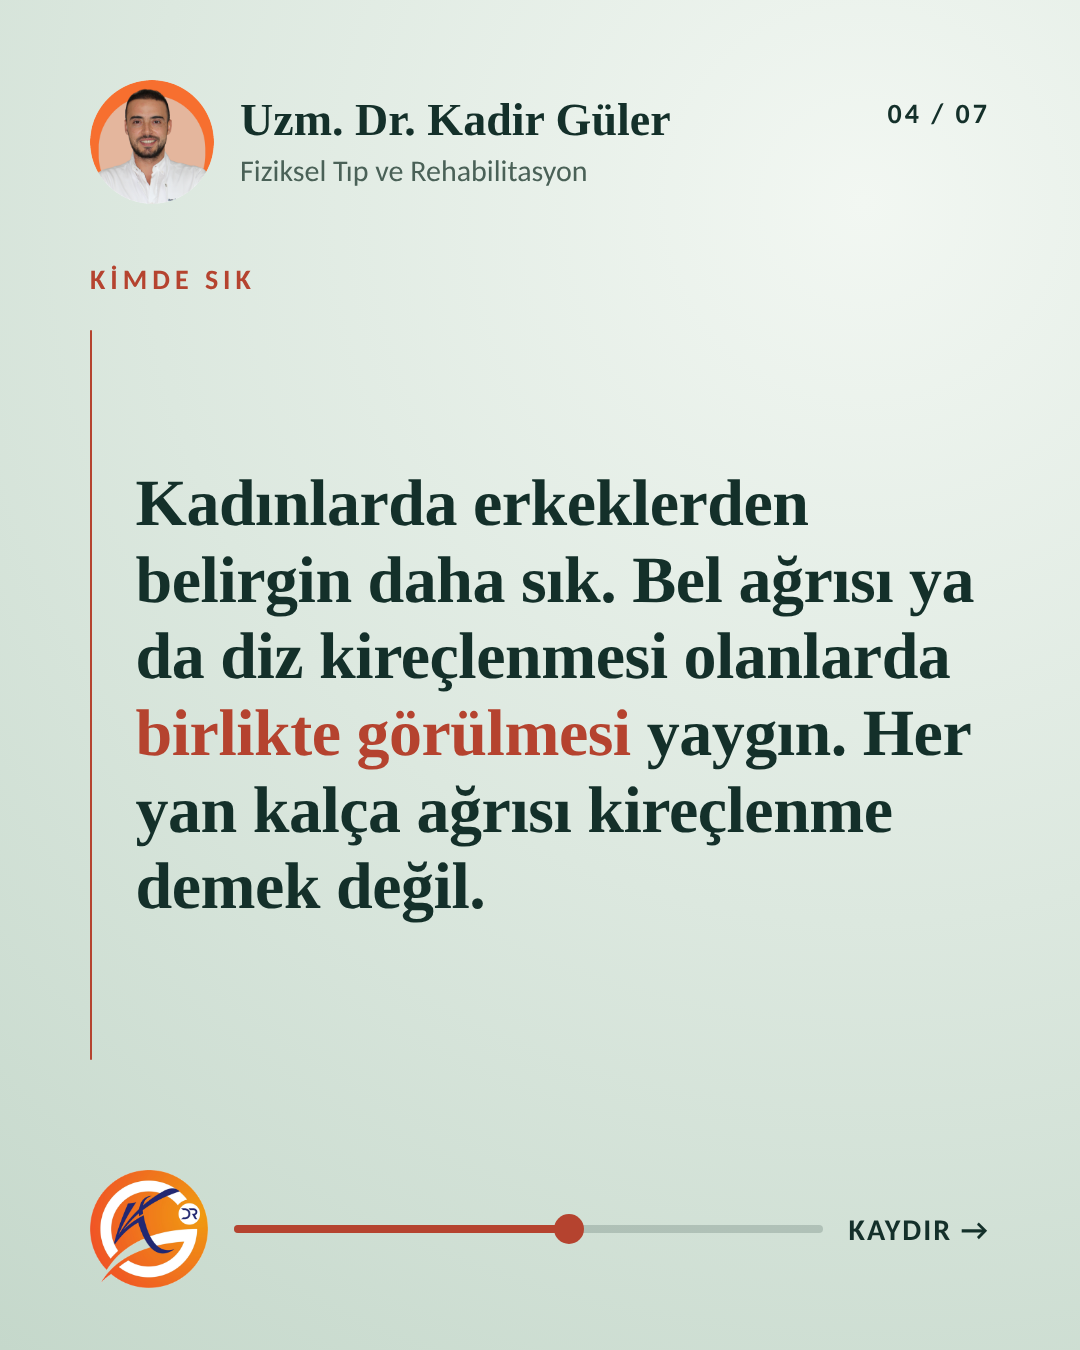 Uzm. Dr. Kadir Güler
Fiziksel Tıp ve Rehabilitasyon
04 / 07
KİMDE SIK
Kadınlarda erkeklerden
belirgin daha sık. Bel ağrısı ya
da diz kireçlenmesi olanlarda
birlikte görülmesi yaygın. Her
yan kalça ağrısı kireçlenme
demek değil.
KG
DR
KAYDIR →